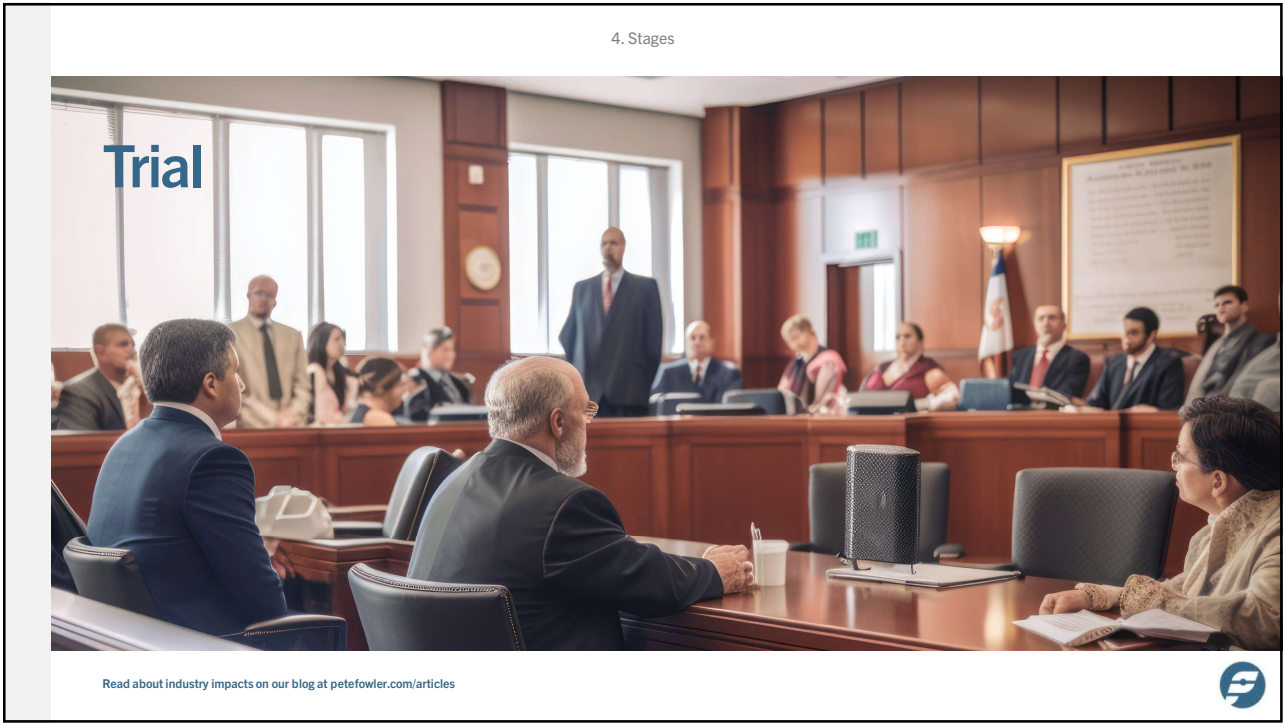 4. Stages
Trial
Read about industry impacts on our blog at petefowler.com/articles